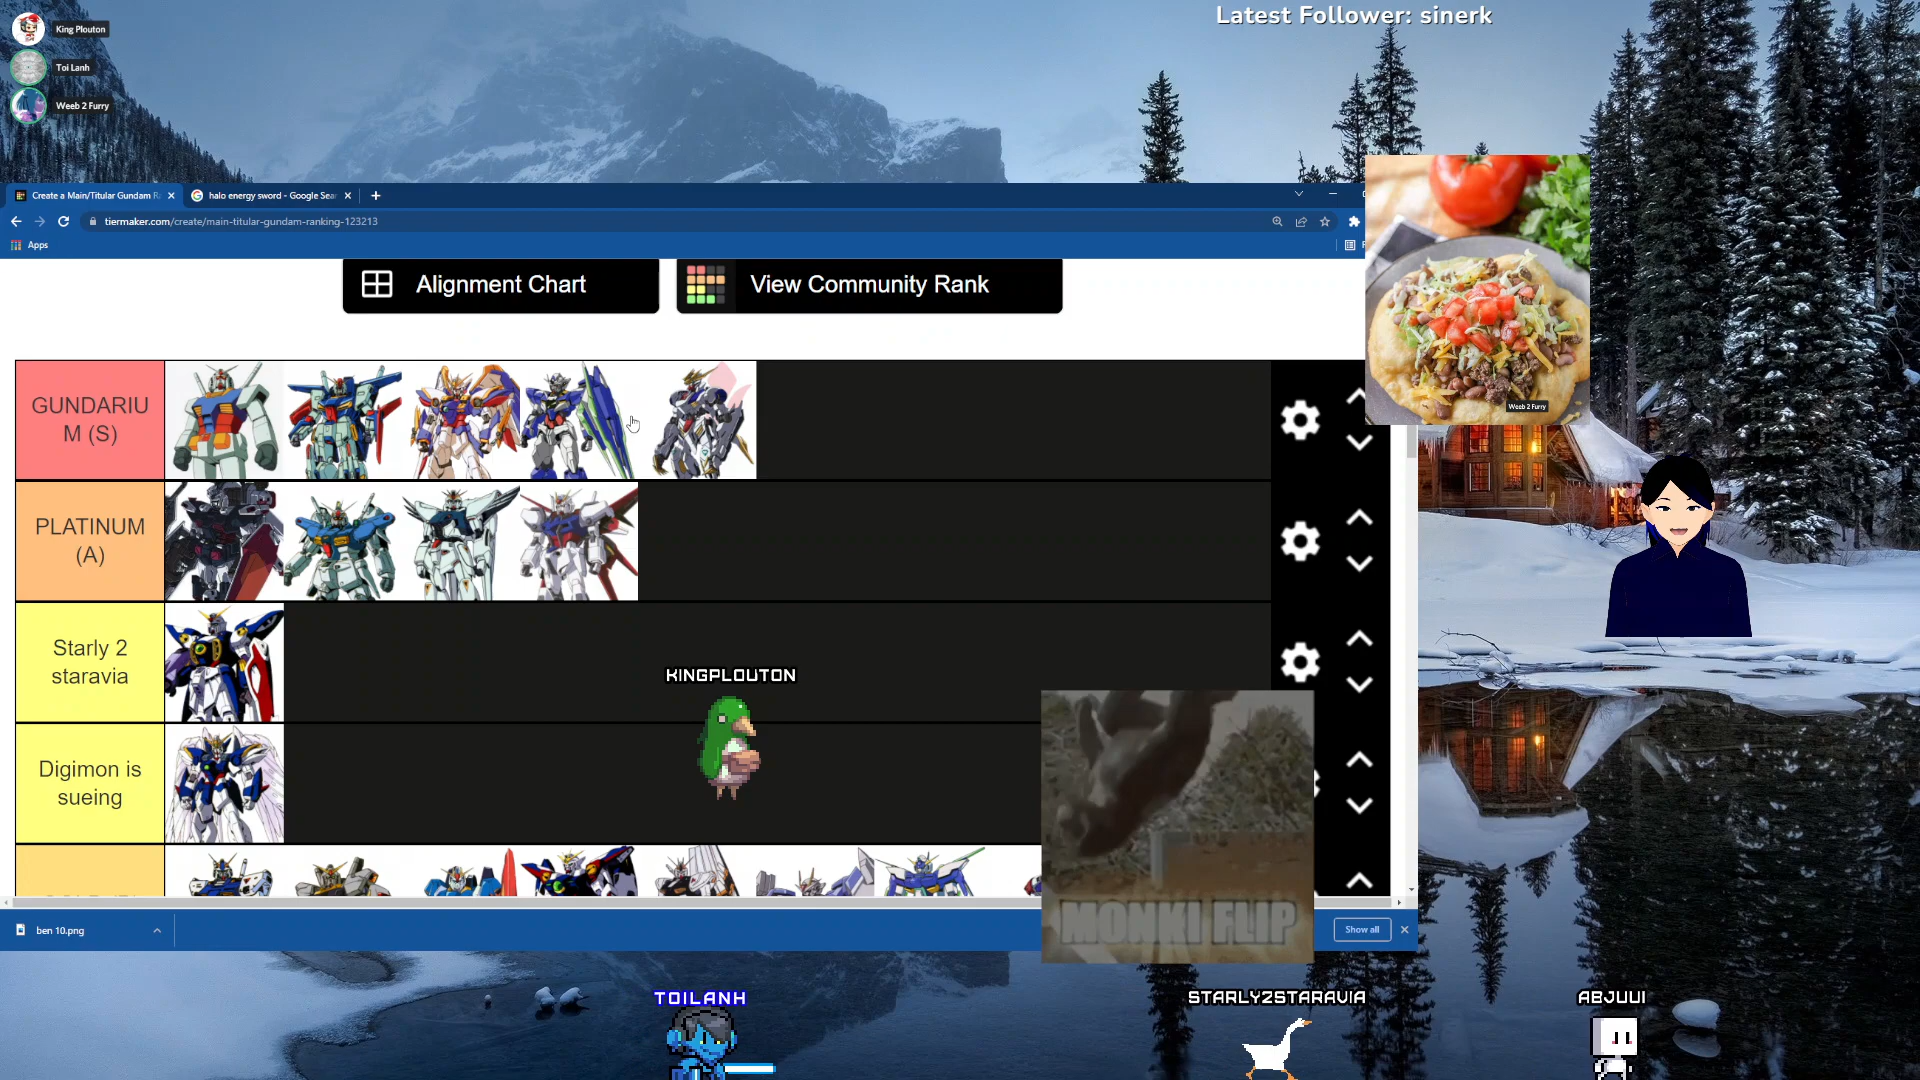 King Plouton
Toi Lanh
Weeb 2 Furry
Latest Follower: sinerk
Create a Main/Titular Gundam R
halo energy sword - Google Sear
tiermaker.com/create/main-titular-gundam-ranking-123213
Apps
Alignment Chart
View Community Rank
GUNDARIU
M (S)
PLATINUM
(A)
Starly 2
staravia
Digimon is
sueing
Weeb 2 Furry
KINGPLOUTON
MONKI FLIP
ben 10.png
Show all
TOILANH
STARLY2STARAVIA
ABJUUI